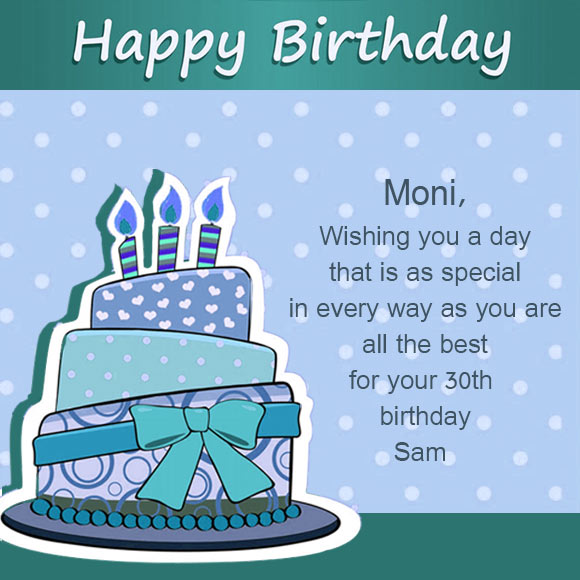 Happy Birthday
Moni,
Wishing you a day
that is as special
in every way as you are
all the best
for your 30th
birthday
Sam